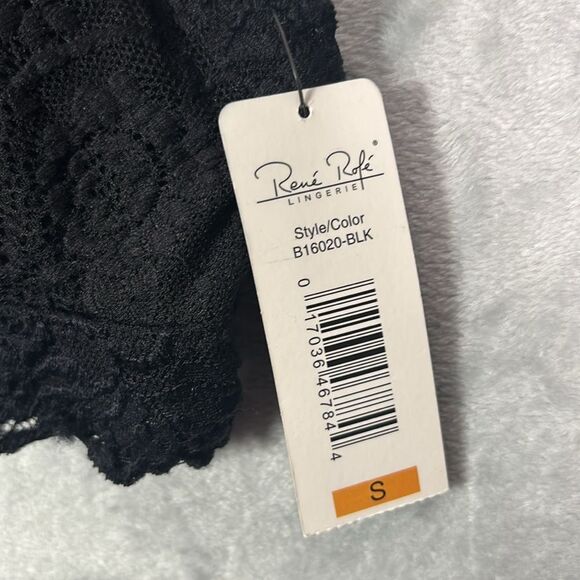 René Rofé®
LINGERIE
Style/Color
B16020-BLK
0 17036 46784 4
S